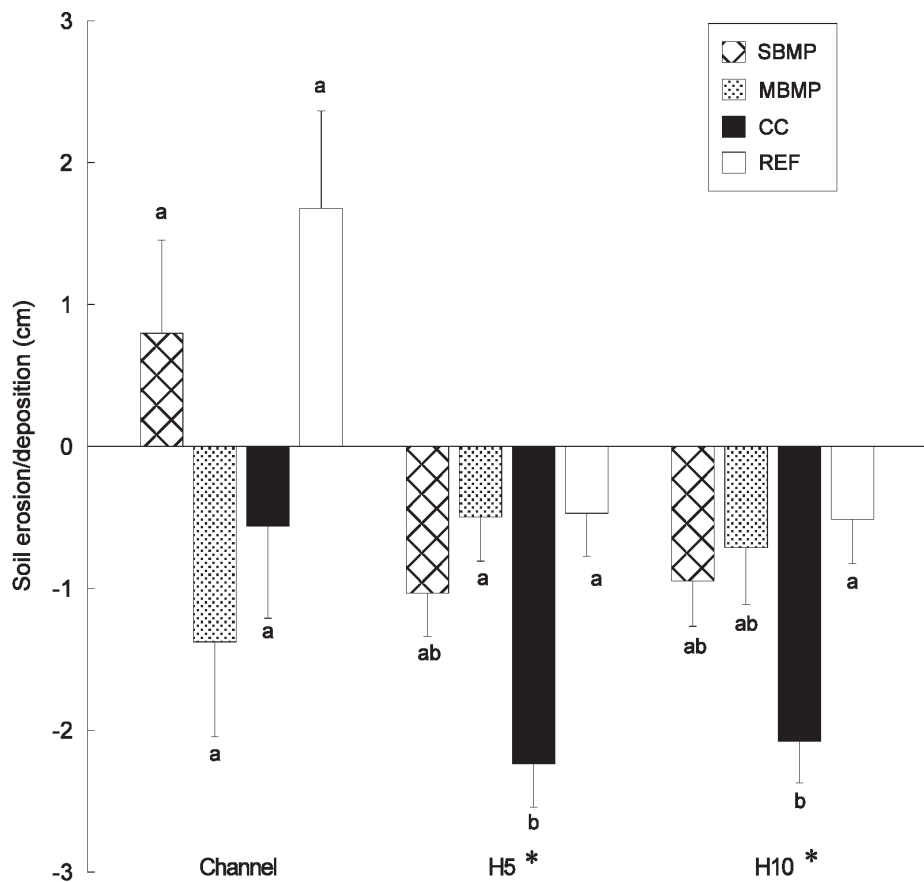 3
SBMP
MBMP
CC
REF
a
2
a
1
Soil erosion/deposition (cm)
0
a
a
-1
a
ab
ab
ab
a
-2
a
b
b
-3
Channel
H5 *
H10 *